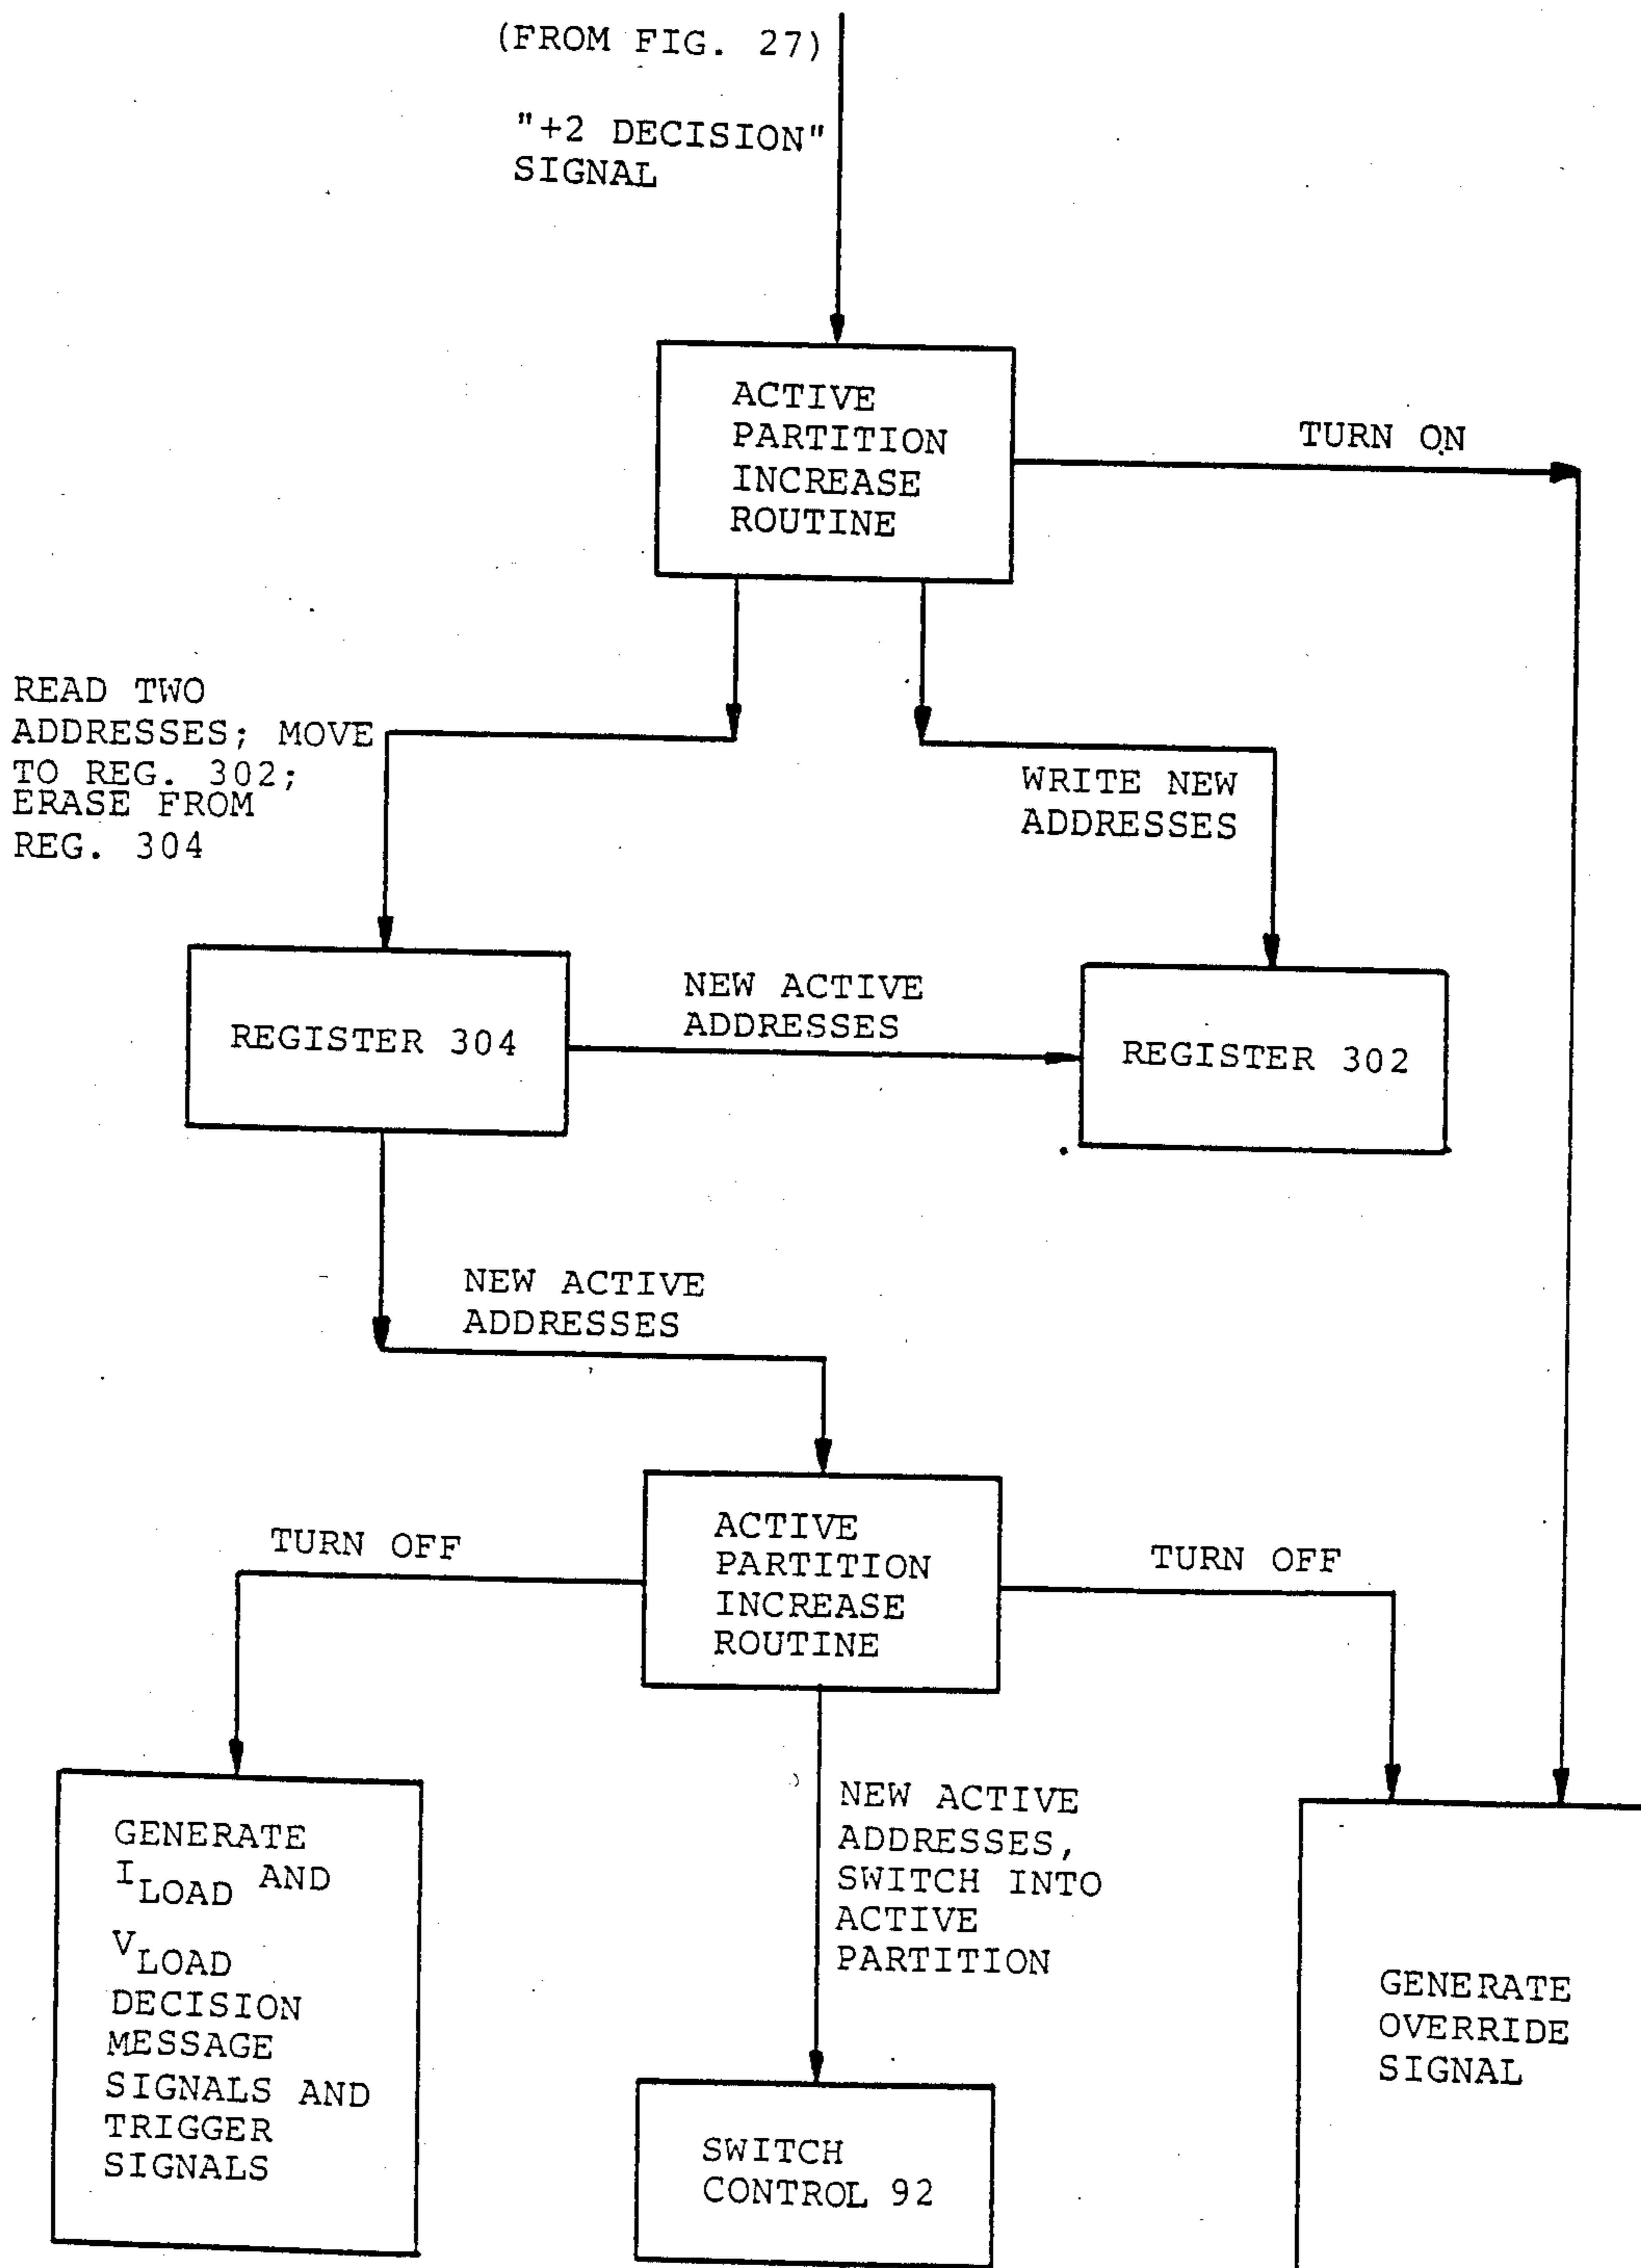 (FROM FIG. 27)
"+2 DECISION"
SIGNAL
ACTIVE
PARTITION
INCREASE
ROUTINE
TURN ON
READ TWO
ADDRESSES; MOVE
TO REG. 302;
ERASE FROM
REG. 304
WRITE NEW
ADDRESSES
REGISTER 304
NEW ACTIVE
ADDRESSES
REGISTER 302
NEW ACTIVE
ADDRESSES
TURN OFF
ACTIVE
PARTITION
INCREASE
ROUTINE
TURN OFF
GENERATE
ILOAD AND
VLOAD
DECISION
MESSAGE
SIGNALS AND
TRIGGER
SIGNALS
NEW ACTIVE
ADDRESSES,
SWITCH INTO
ACTIVE
PARTITION
SWITCH
CONTROL 92
GENERATE
OVERRIDE
SIGNAL